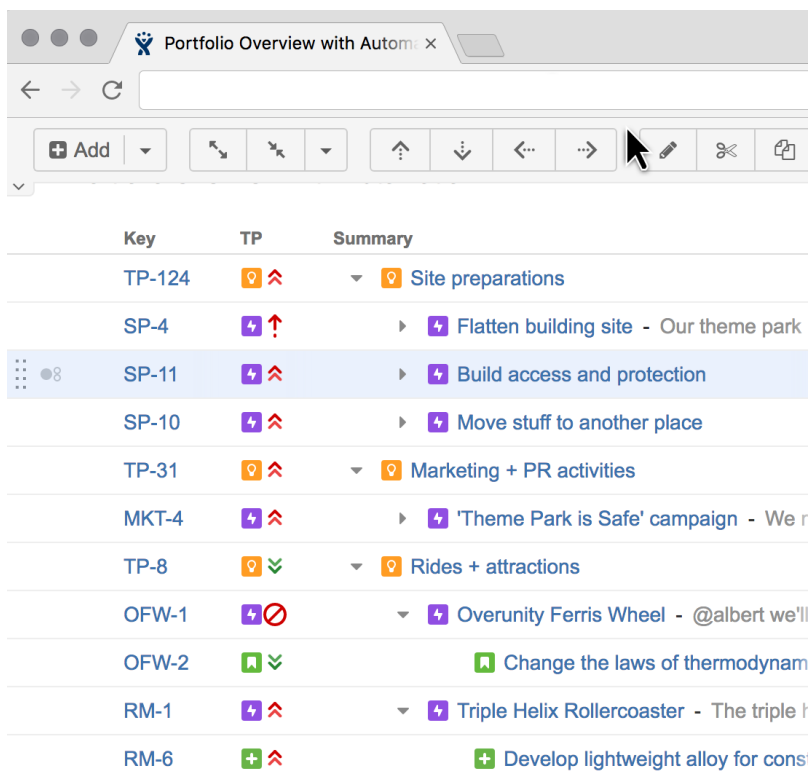 Portfolio Overview with Autom
Add
Key TP Summary
TP-124 Site preparations
SP-4 Flatten building site - Our theme park
8 SP-11 Build access and protection
SP-10 Move stuff to another place
TP-31 Marketing + PR activities
MKT-4 'Theme Park is Safe' campaign - We
TP-8 Rides + attractions
OFW-1 Overunity Ferris Wheel - @albert we'll
OFW-2 Change the laws of thermodynam
RM-1 Triple Helix Rollercoaster - The triple
RM-6 Develop lightweight alloy for cons